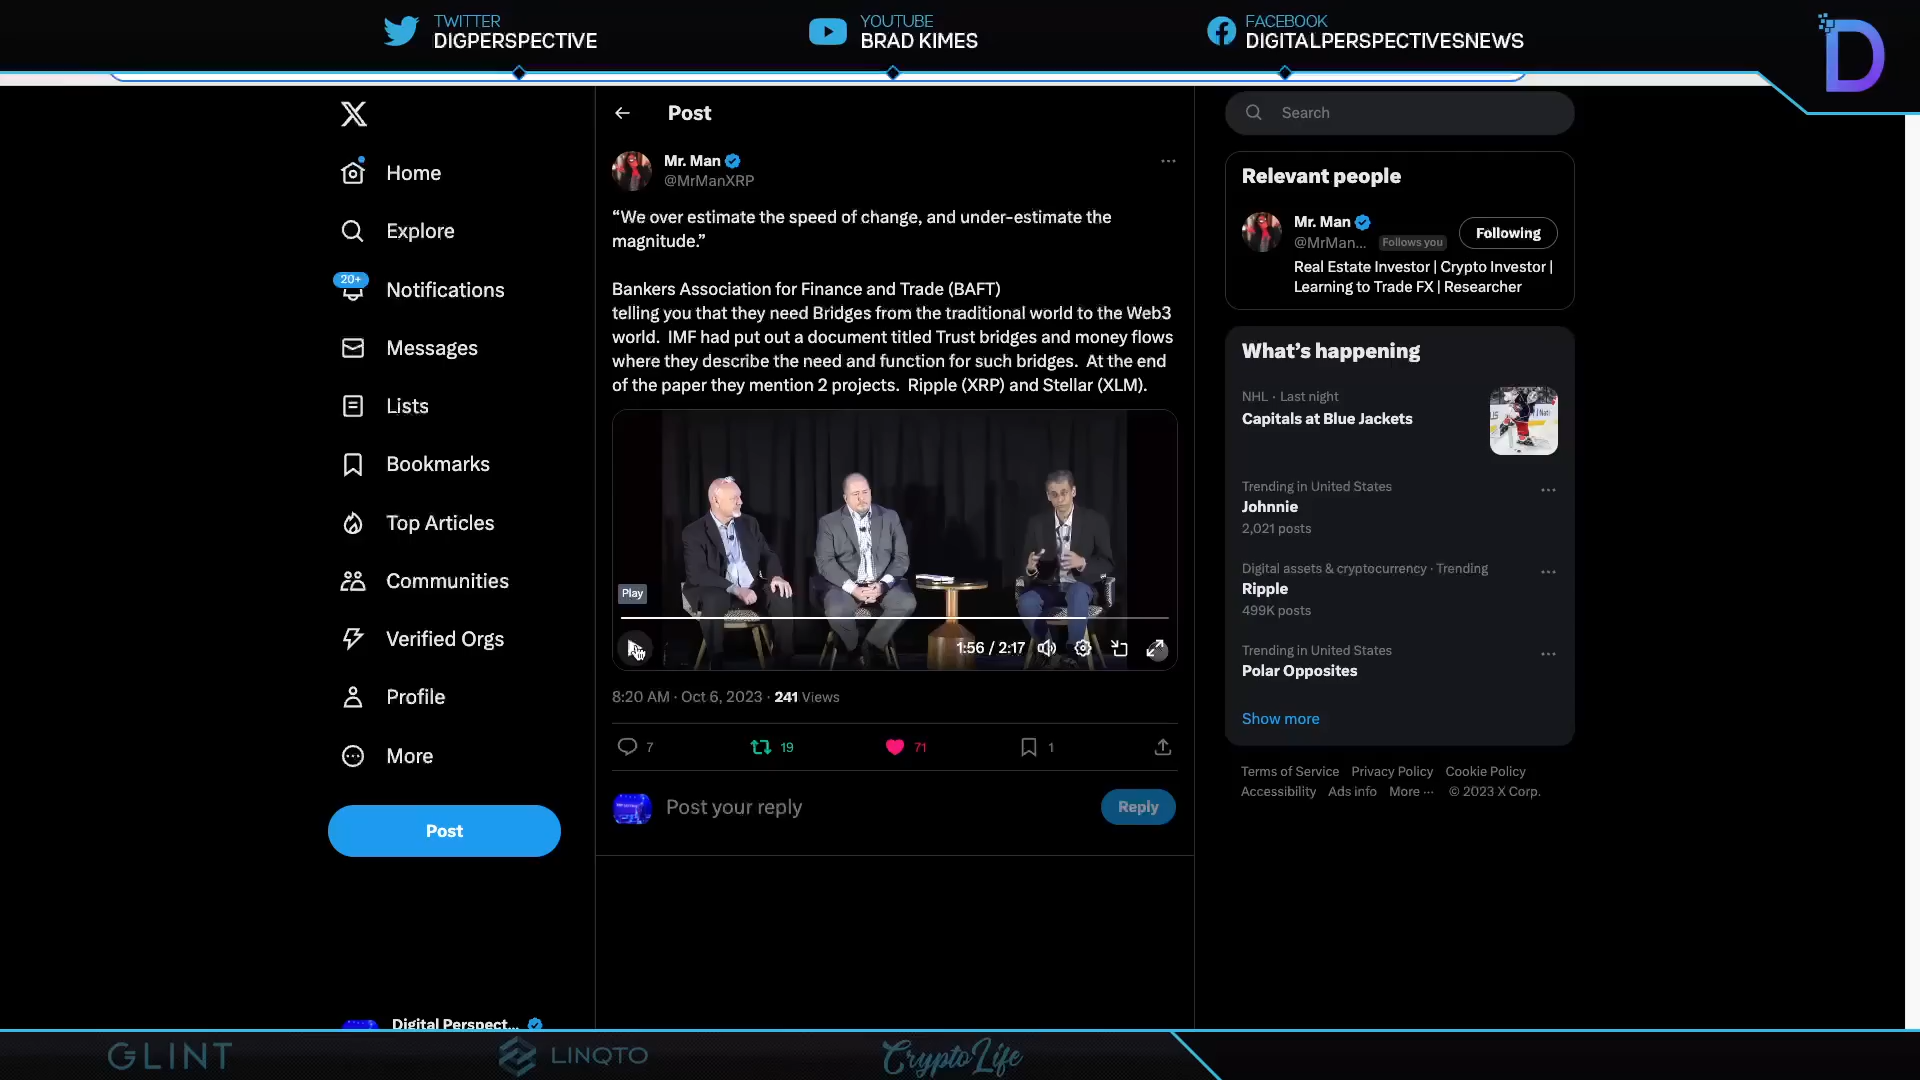 TWITTER
DIGPERSPECTIVE
YOUTUBE
BRAD KIMES
FACEBOOK
DIGITALPERSPECTIVESNEWS
D
Home
Explore
20+
Notifications
Messages
Lists
Bookmarks
Top Articles
Communities
Verified Orgs
Profile
More
Post
Digital Perspect...
Post
Mr. Man
@MrManXRP
“We over estimate the speed of change, and under-estimate the
magnitude.”
Bankers Association for Finance and Trade (BAFT)
telling you that they need Bridges from the traditional world to the Web3
world. IMF had put out a document titled Trust bridges and money flows
where they describe the need and function for such bridges. At the end
of the paper they mention 2 projects. Ripple (XRP) and Stellar (XLM).
Play
1:56 / 2:17
8:20 AM · Oct 6, 2023 · 241 Views
7
19
71
1
Post your reply
Reply
Search
Relevant people
Mr. Man
@MrMan... Follows you
Following
Real Estate Investor | Crypto Investor |
Learning to Trade FX | Researcher
What’s happening
NHL · Last night
Capitals at Blue Jackets
Trending in United States
Johnnie
2,021 posts
Digital assets & cryptocurrency · Trending
Ripple
499K posts
Trending in United States
Polar Opposites
Show more
Terms of Service Privacy Policy Cookie Policy
Accessibility Ads info More ··· © 2023 X Corp.
GLINT
LINQTO
CryptoLife